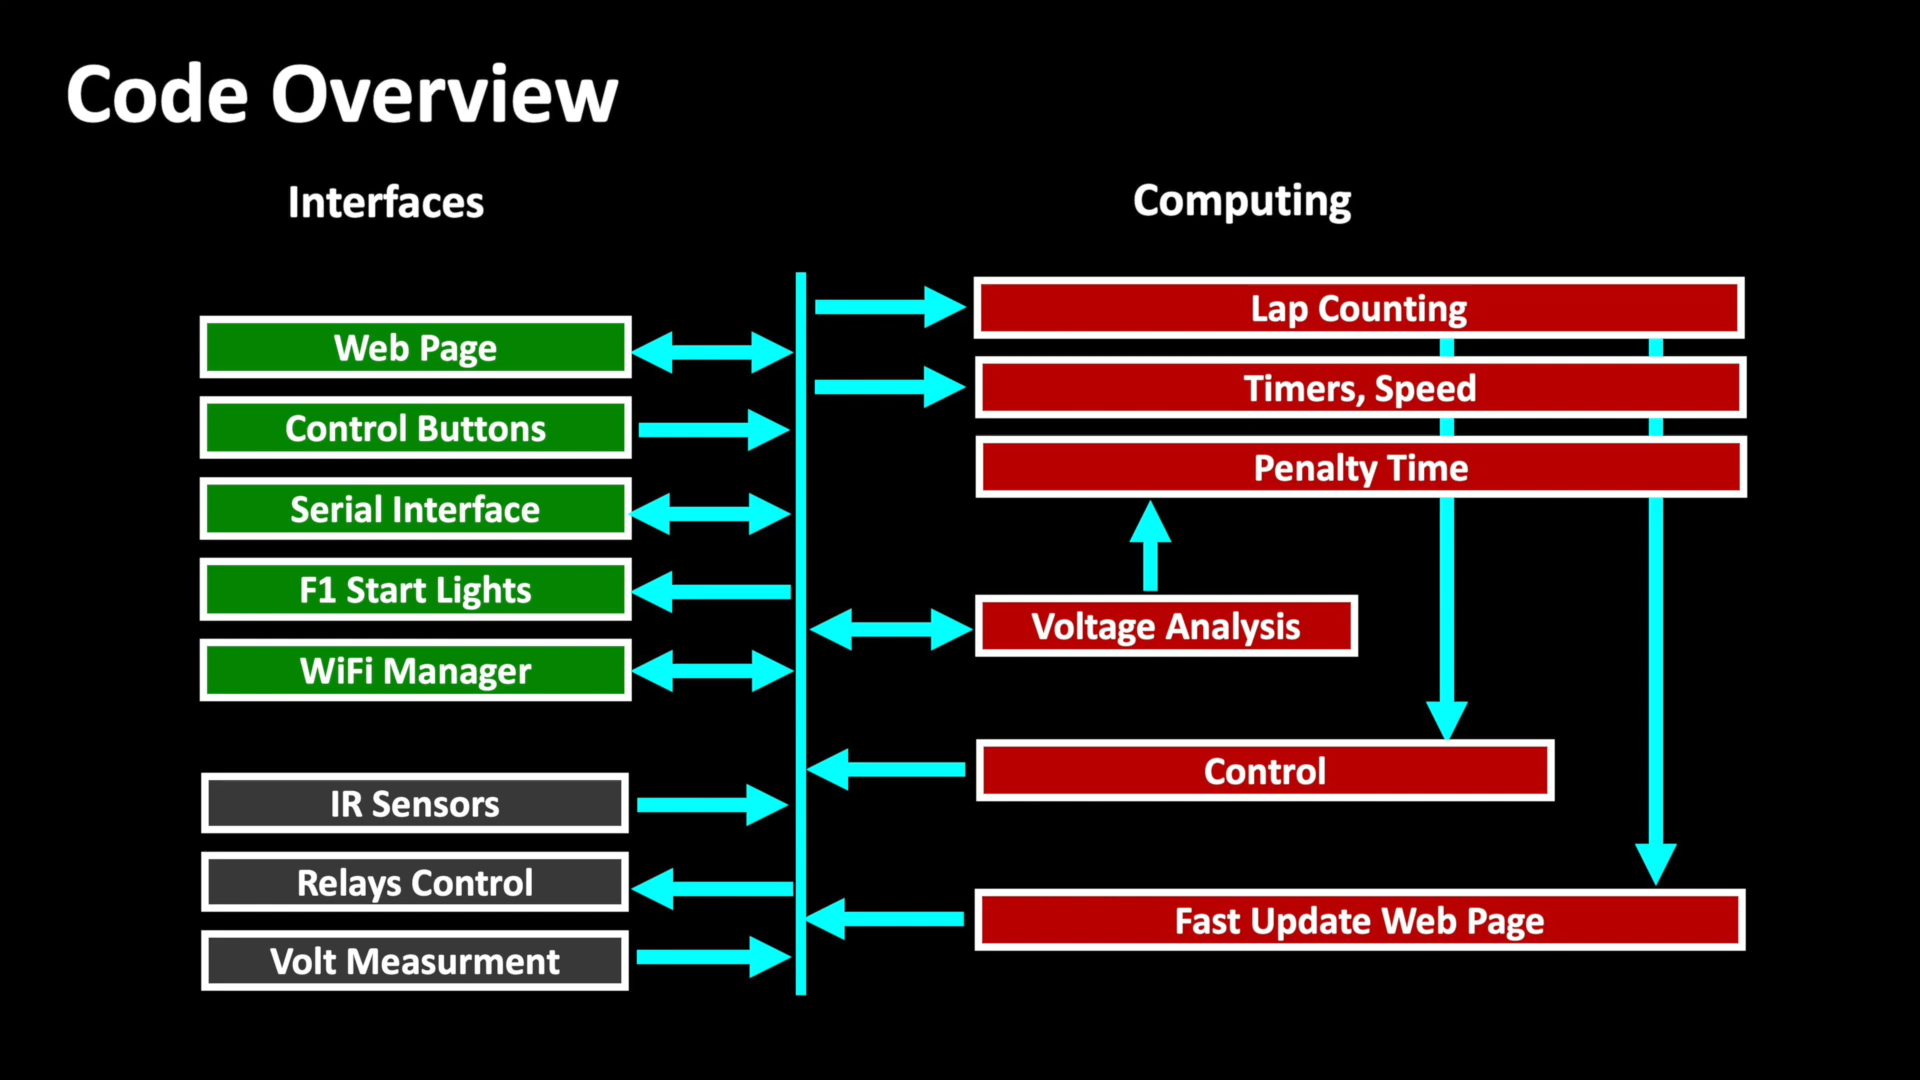 Code Overview
Interfaces
Computing
Web Page
Control Buttons
Serial Interface
F1 Start Lights
WiFi Manager
IR Sensors
Relays Control
Volt Measurment
Lap Counting
Timers, Speed
Penalty Time
Voltage Analysis
Control
Fast Update Web Page